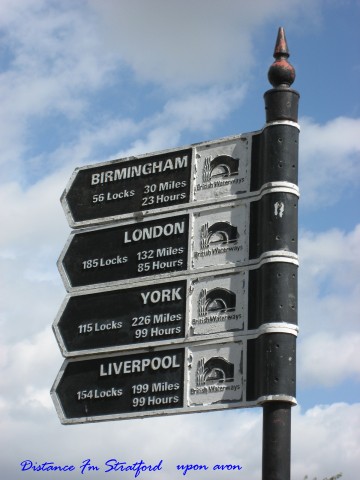 BIRMINGHAM
56 Locks 30 Miles
23 Hours
British Waterways
LONDON
185 Locks 132 Miles
85 Hours
British Waterways
YORK
115 Locks 226 Miles
99 Hours
British Waterways
LIVERPOOL
154 Locks 199 Miles
99 Hours
British Waterways
Distance Fm Stratford upon avon